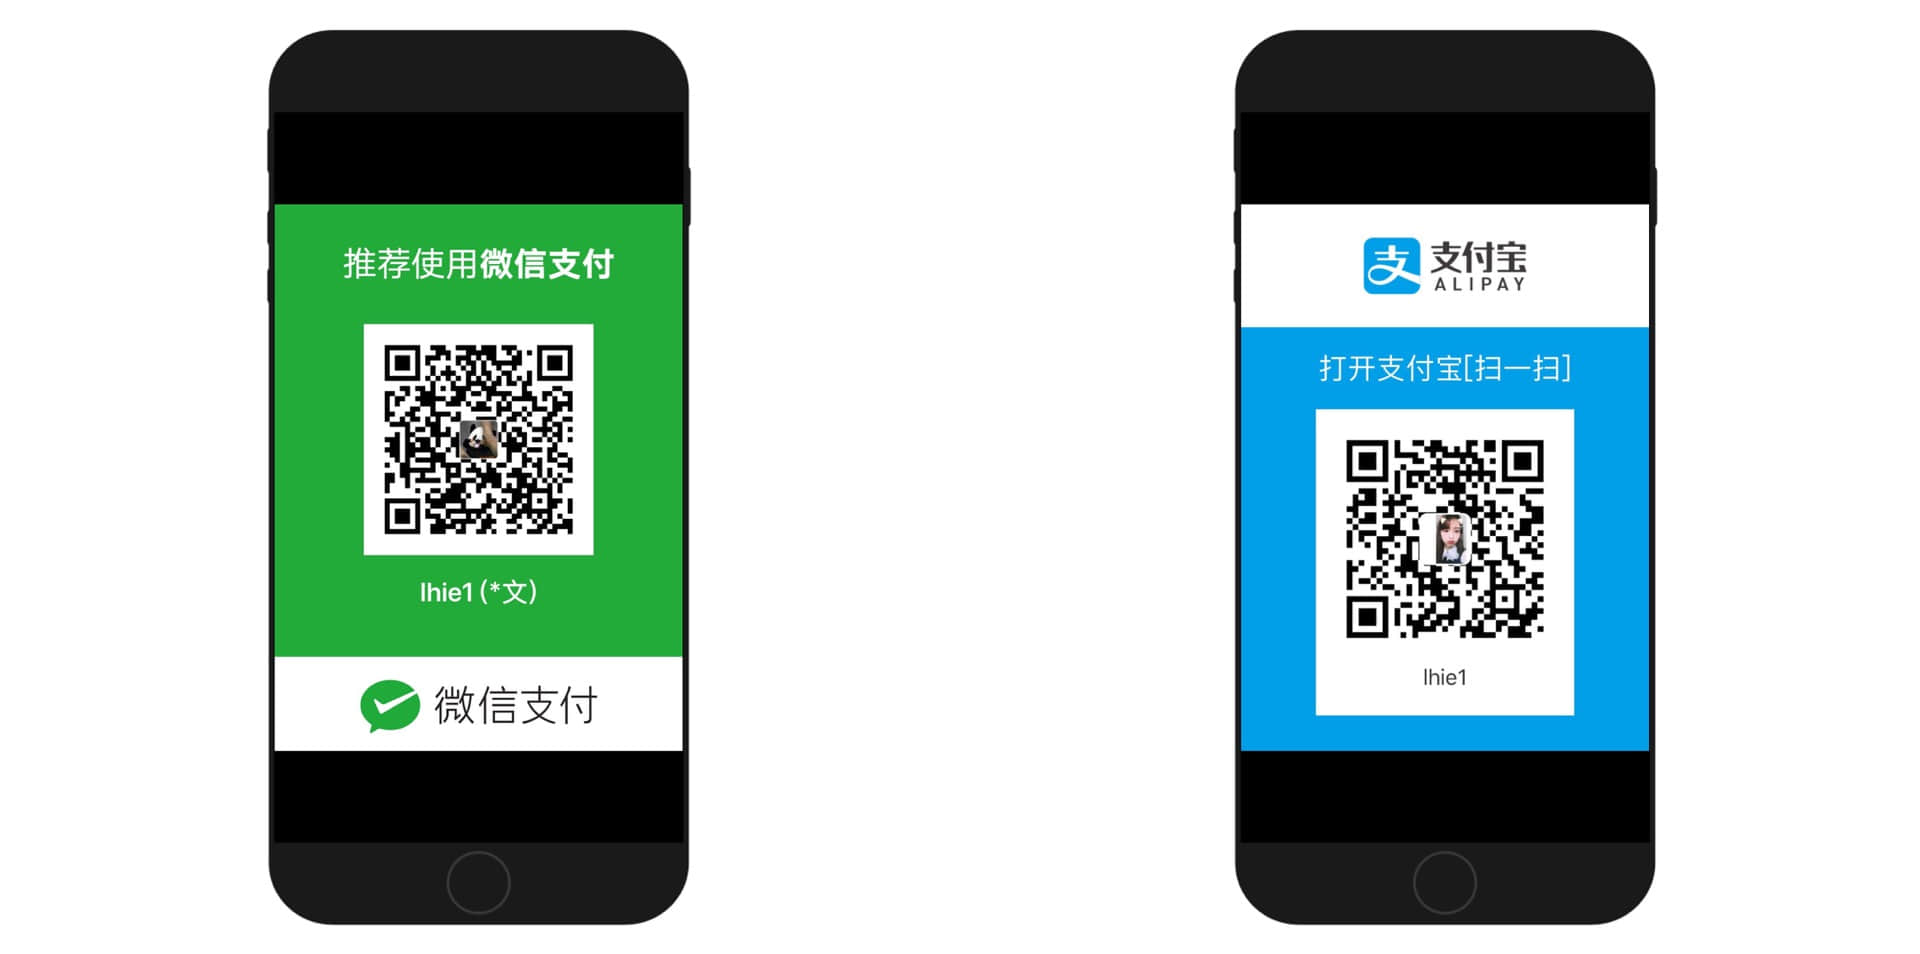 推荐使用微信支付
lhie1 (*文)
微信支付
支付宝
ALIPAY
打开支付宝[扫一扫]
lhie1